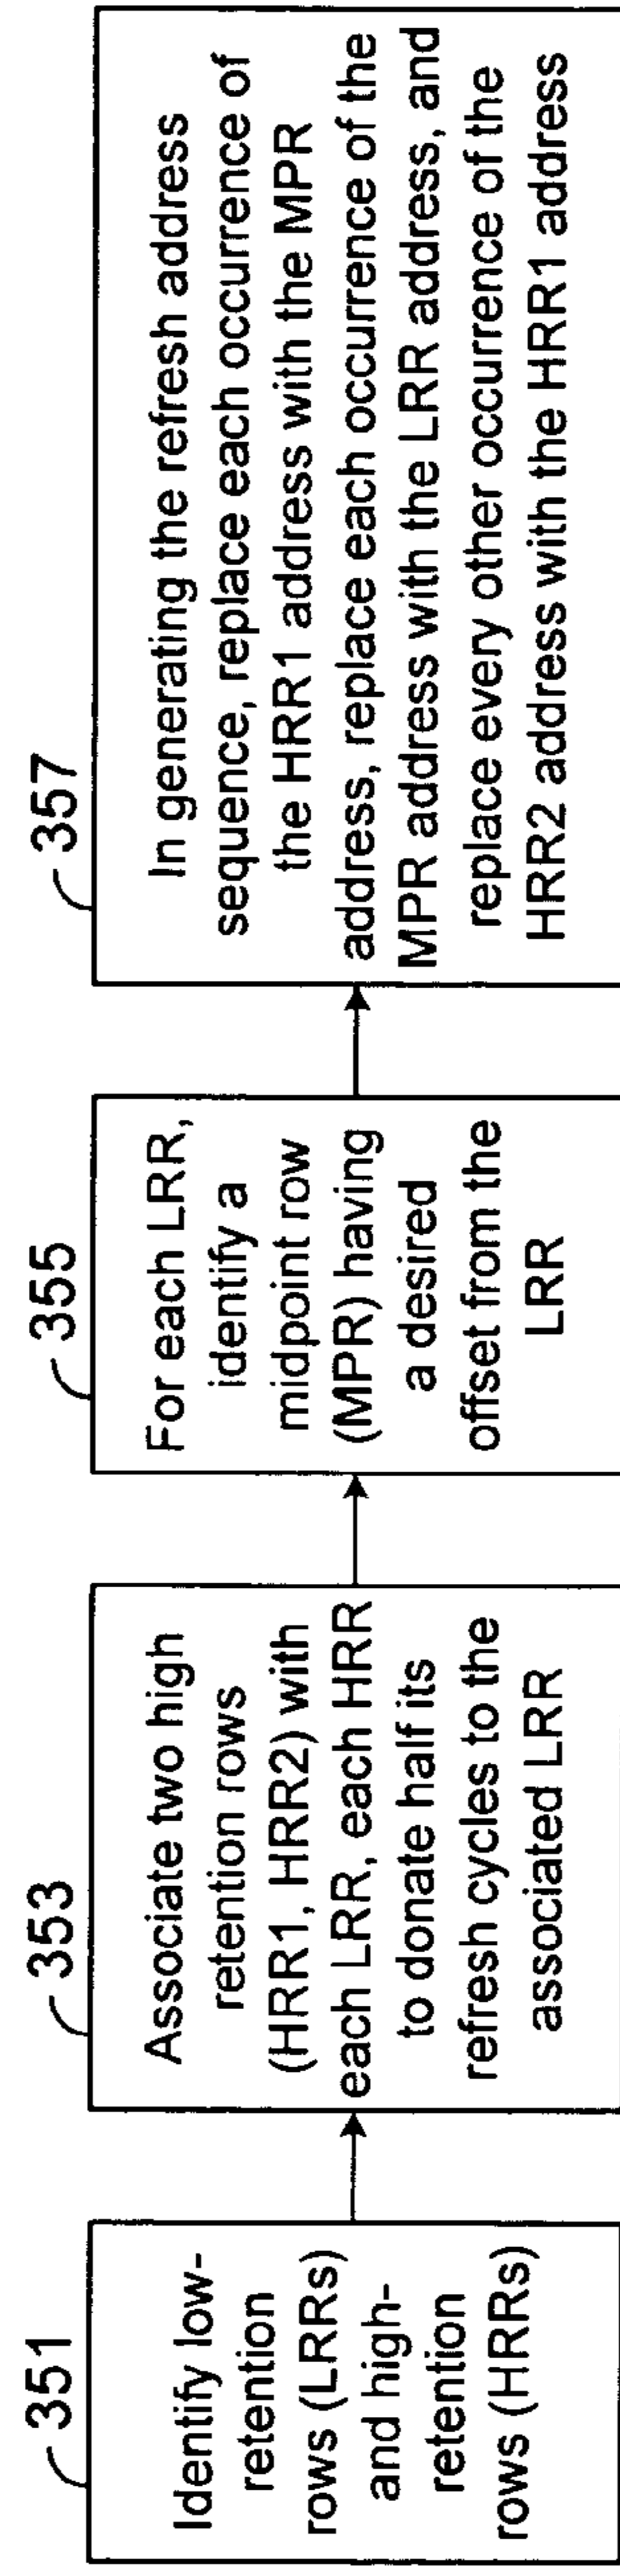 351
Identify low-
retention
rows (LRRs)
and high-
retention
rows (HRRs)
353
Associate two high
retention rows
(HRR1, HRR2) with
each LRR, each HRR
to donate half its
refresh cycles to the
associated LRR
355
For each LRR,
identify a
midpoint row
(MPR) having
a desired
offset from the
LRR
357
In generating the refresh address
sequence, replace each occurrence of
the HRR1 address with the MPR
address, replace each occurrence of the
MPR address with the LRR address, and
replace every other occurrence of the
HRR2 address with the HRR1 address